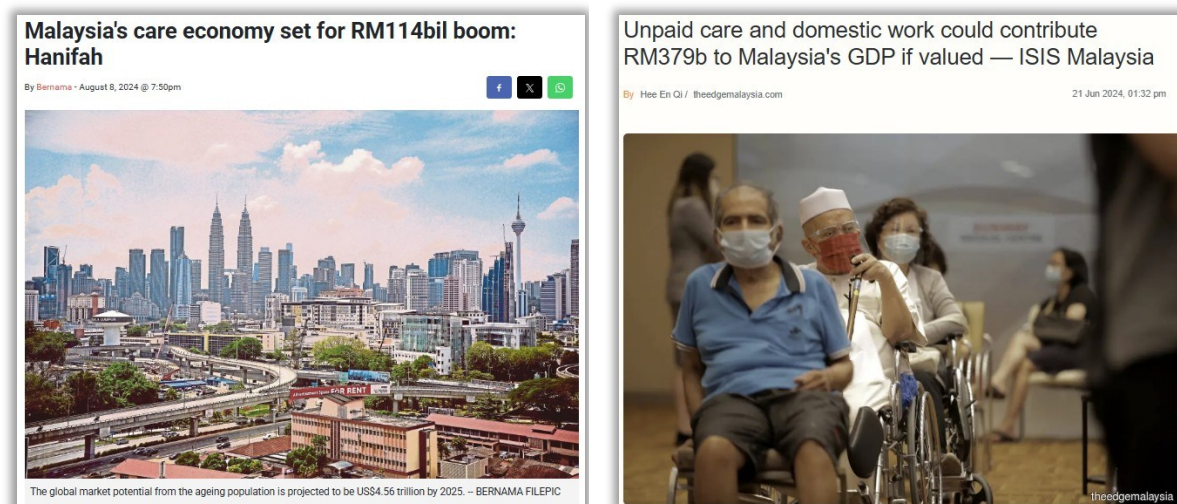 Malaysia's care economy set for RM114bil boom:
Hanifah
By Bernama - August 8, 2024 @ 7:50pm
FOR RENT
The global market potential from the ageing population is projected to be US$4.56 trillion by 2025. – BERNAMA FILEPIC
Unpaid care and domestic work could contribute
RM379b to Malaysia's GDP if valued — ISIS Malaysia
By Hee En Qi / theedgemalaysia.com
21 Jun 2024, 01:32 pm
theedgemalaysia